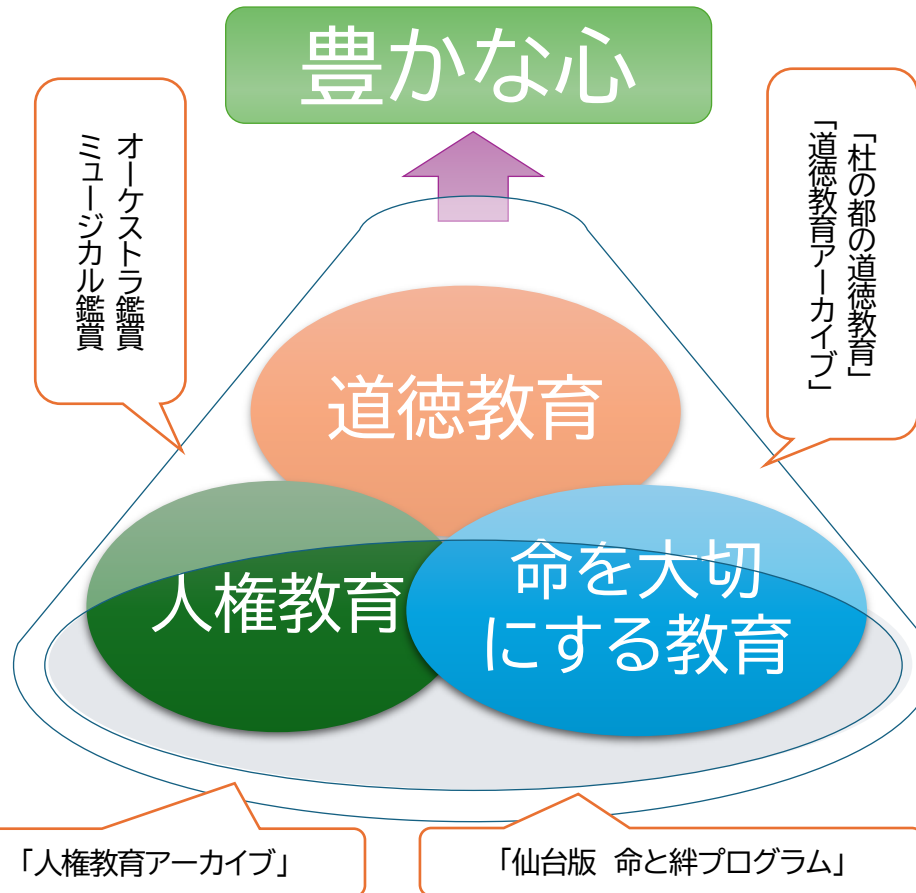 豊かな心
オーケストラ鑑賞
ミュージカル鑑賞
「杜の都の道徳教育」
「道徳教育アーカイブ」
道徳教育
人権教育
命を大切
にする教育
「人権教育アーカイブ」
「仙台版 命と絆プログラム」